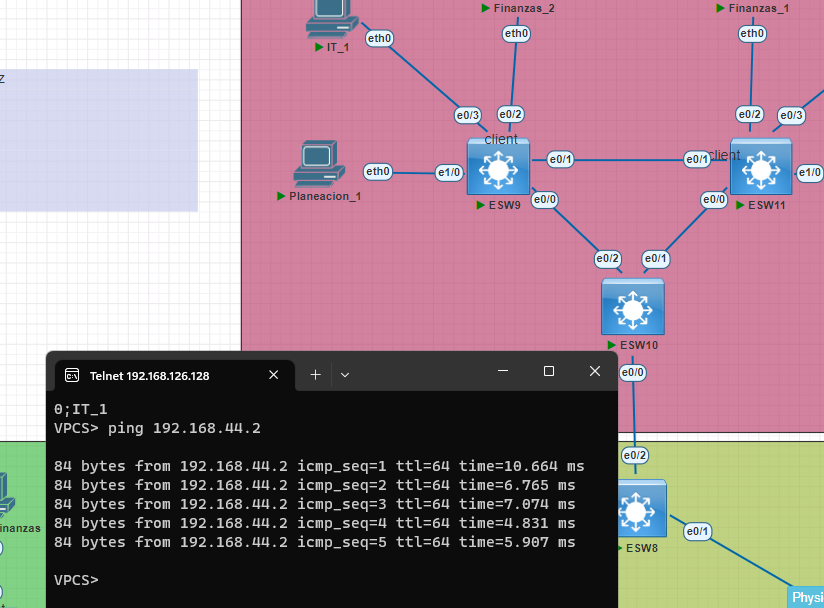 Finanzas_2
Finanzas_1
eth0
eth0
eth0
IT_1
z
e0/3
e0/2
e0/2
e0/3
client
client
eth0
e1/0
e0/1
e0/1
e1/0
Planeacion_1
ESW9
e0/0
e0/0
ESW11
e0/2
e0/1
ESW10
Telnet 192.168.126.128
e0/0
0;IT_1
VPCS> ping 192.168.44.2
84 bytes from 192.168.44.2 icmp_seq=1 ttl=64 time=10.664 ms
84 bytes from 192.168.44.2 icmp_seq=2 ttl=64 time=6.765 ms
84 bytes from 192.168.44.2 icmp_seq=3 ttl=64 time=7.074 ms
84 bytes from 192.168.44.2 icmp_seq=4 ttl=64 time=4.831 ms
84 bytes from 192.168.44.2 icmp_seq=5 ttl=64 time=5.907 ms
VPCS>
e0/2
inanzas
e0/1
ESW8
Physi